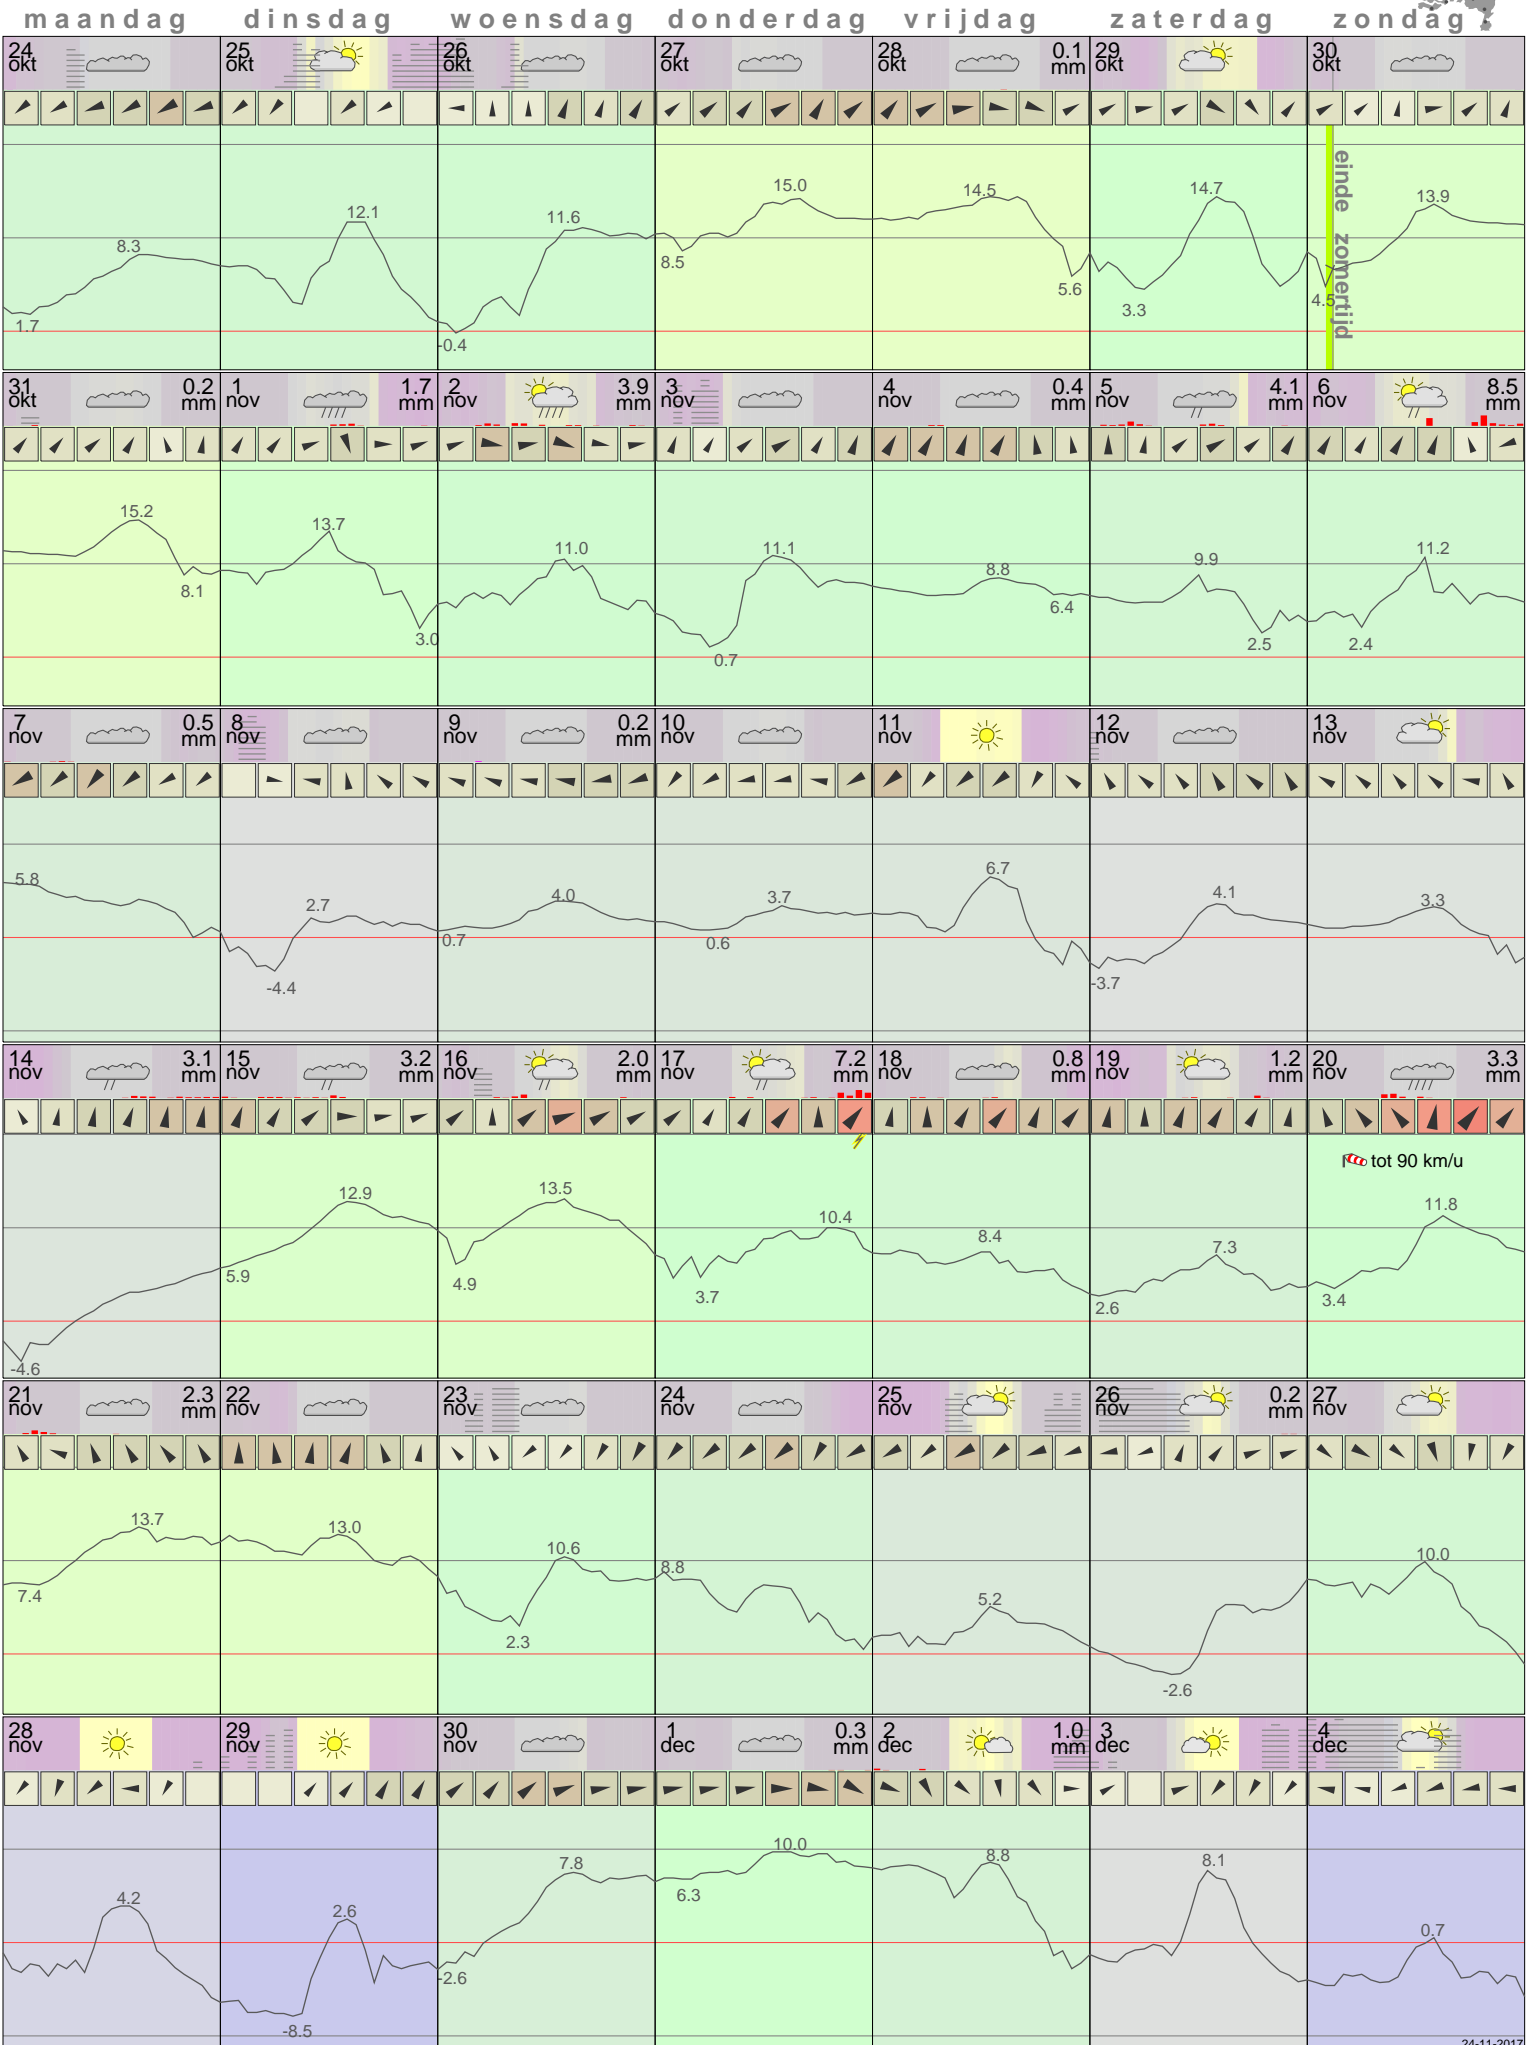 maandag dinsdag woensdag donderdag vrijdag zaterdag zondag
24 okt
25 okt
26 okt
27 okt
28 okt 0.1 mm
29 okt
30 okt
8.3
1.7
12.1
-0.4
11.6
8.5
15.0
14.5
5.6
3.3
14.7
4.5
13.9
einde zomertijd
31 okt 0.2 mm
1 nov 1.7 mm
2 nov 3.9 mm
3 nov
4 nov 0.4 mm
5 nov 4.1 mm
6 nov 8.5 mm
15.2
8.1
13.7
3.0
11.0
0.7
11.1
8.8
6.4
9.9
2.5
2.4
11.2
7 nov 0.5 mm
8 nov
9 nov 0.2 mm
10 nov
11 nov
12 nov
13 nov
5.8
-4.4
2.7
0.7
4.0
0.6
3.7
6.7
-3.7
4.1
3.3
14 nov 3.1 mm
15 nov 3.2 mm
16 nov 2.0 mm
17 nov 7.2 mm
18 nov 0.8 mm
19 nov 1.2 mm
20 nov 3.3 mm
tot 90 km/u
-4.6
5.9
12.9
4.9
13.5
3.7
10.4
8.4
2.6
7.3
3.4
11.8
21 nov 2.3 mm
22 nov
23 nov
24 nov
25 nov
26 nov 0.2 mm
27 nov
7.4
13.7
13.0
2.3
10.6
8.8
5.2
-2.6
10.0
28 nov
29 nov
30 nov
1 dec 0.3 mm
2 dec 1.0 mm
3 dec
4 dec
4.2
-8.5
2.6
-2.6
7.8
6.3
10.0
8.8
8.1
0.7
24-11-2017